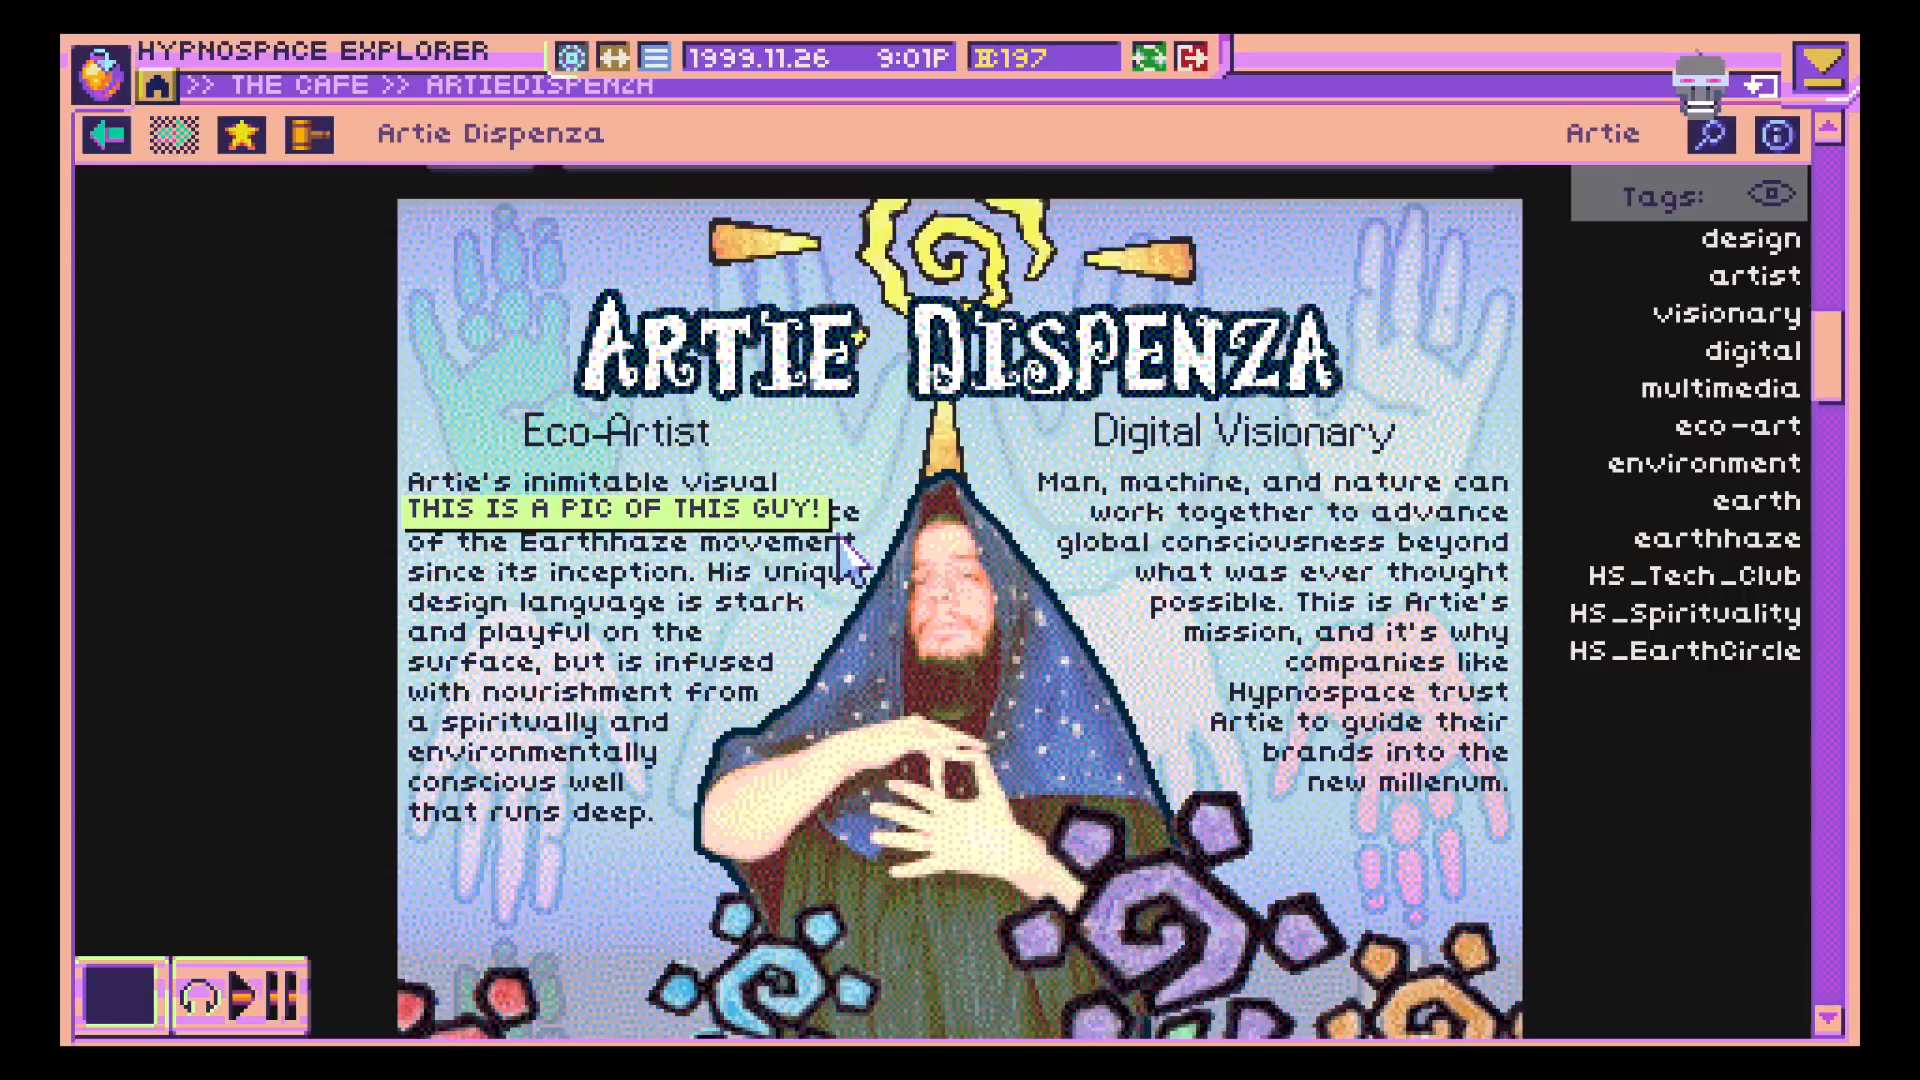 HYPNOSPACE EXPLORER
1999.11.26 9:01P 197
>> THE CAFE >> ARTIEDISPENZA
Artie Dispenza
Artie
Tags:
design
artist
visionary
digital
multimedia
eco-art
environment
earth
earthhaze
HS_Tech_Club
HS_Spirituality
HS_EarthCircle
ARTIE DISPENZA
Eco-Artist
Artie's inimitable visual
THIS IS A PIC OF THIS GUY!
of the Earthhaze movement
since its inception. His
design language is stark
and playful on the
surface, but is infused
with nourishment from
a spiritually and
environmentally
conscious well
that runs deep.
Digital Visionary
Man, machine, and nature can
work together to advance
global consciousness beyond
what was ever thought
possible. This is Artie's
mission, and it's why
companies like
Hypnospace trust
Artie to guide their
brands into the
new millenum.